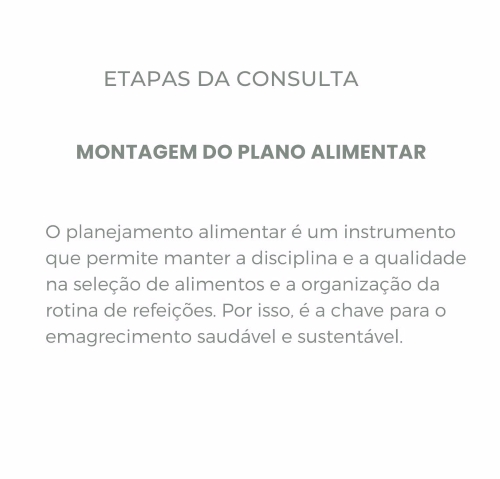 ETAPAS DA CONSULTA
MONTAGEM DO PLANO ALIMENTAR
O planejamento alimentar é um instrumento
que permite manter a disciplina e a qualidade
na seleção de alimentos e a organização da
rotina de refeições. Por isso, é a chave para o
emagrecimento saudável e sustentável.